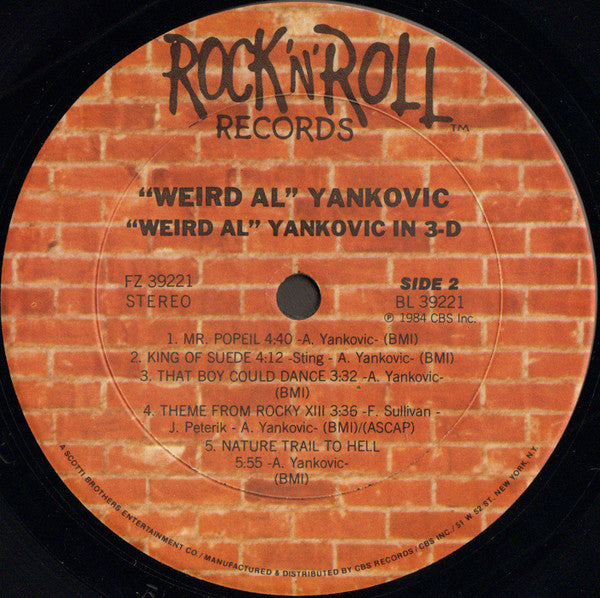 ROCK'N'ROLL
RECORDS
TM
"WEIRD AL" YANKOVIC
"WEIRD AL" YANKOVIC IN 3-D
FZ 39221
STEREO
SIDE 2
BL 39221
℗ 1984 CBS Inc.
1. MR. POPEIL 4:40 -A. Yankovic- (BMI)
2. KING OF SUEDE 4:12 -Sting - A. Yankovic- (BMI)
3. THAT BOY COULD DANCE 3:32 -A. Yankovic-
(BMI)
4. THEME FROM ROCKY XIII 3:36 -F. Sullivan -
J. Peterik - A. Yankovic- (BMI)/(ASCAP)
5. NATURE TRAIL TO HELL
5:55 -A. Yankovic-
(BMI)
A SCOTTI BROTHERS ENTERTAINMENT CO./MANUFACTURED & DISTRIBUTED BY CBS RECORDS/CBS INC./51 W. 52 ST. NEW YORK, N.Y.